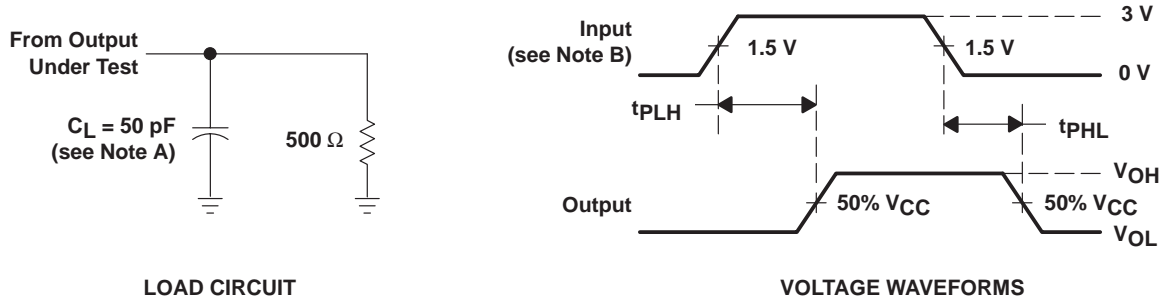 From Output
Under Test
CL = 50 pF
(see Note A)
500 Ω
LOAD CIRCUIT
Input
(see Note B)
1.5 V
1.5 V
3 V
0 V
tPLH
tPHL
Output
50% VCC
50% VCC
VOH
VOL
VOLTAGE WAVEFORMS